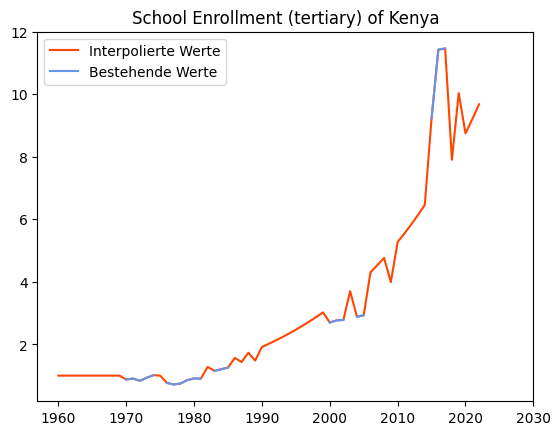 School Enrollment (tertiary) of Kenya
12
10
8
6
4
2
Interpolierte Werte
Bestehende Werte
1960 1970 1980 1990 2000 2010 2020 2030